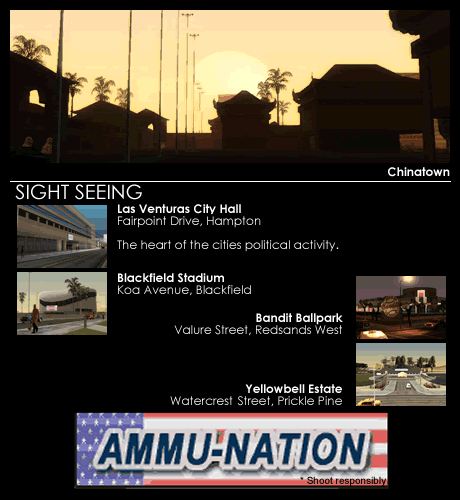 Chinatown
SIGHT SEEING
Las Venturas City Hall
Fairpoint Drive, Hampton
The heart of the cities political activity.
Blackfield Stadium
Koa Avenue, Blackfield
Bandit Ballpark
Valure Street, Redsands West
Yellowbell Estate
Watercrest Street, Prickle Pine
AMMU-NATION
* Shoot responsibly